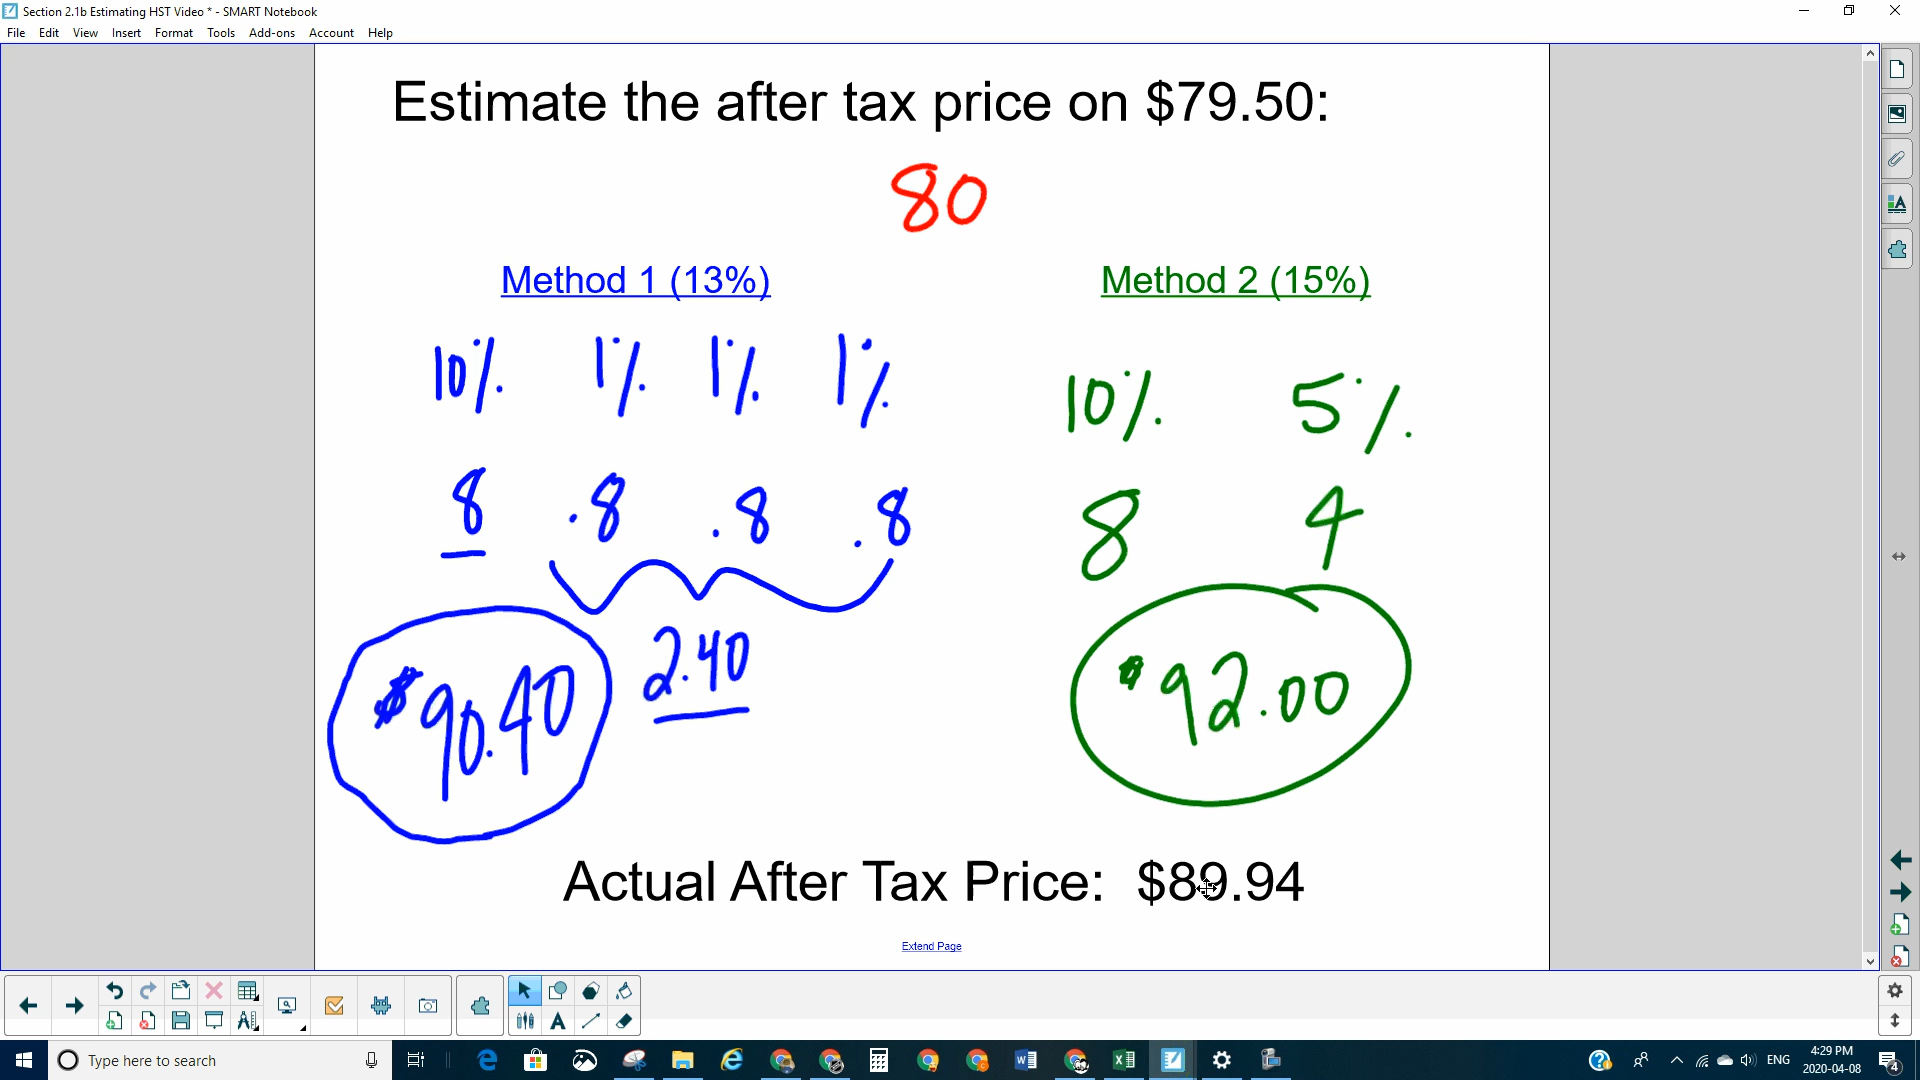 Section 2.1b Estimating HST Video * - SMART Notebook
File Edit View Insert Format Tools Add-ons Account Help
Estimate the after tax price on $79.50:
80
Method 1 (13%)
Method 2 (15%)
10% 1% 1% 1%
10% 5%
8 .8 .8 .8
8 4
2.40
$90.40
$92.00
Actual After Tax Price: $89.94
Extend Page
Type here to search
ENG
4:29 PM
2020-04-08
4